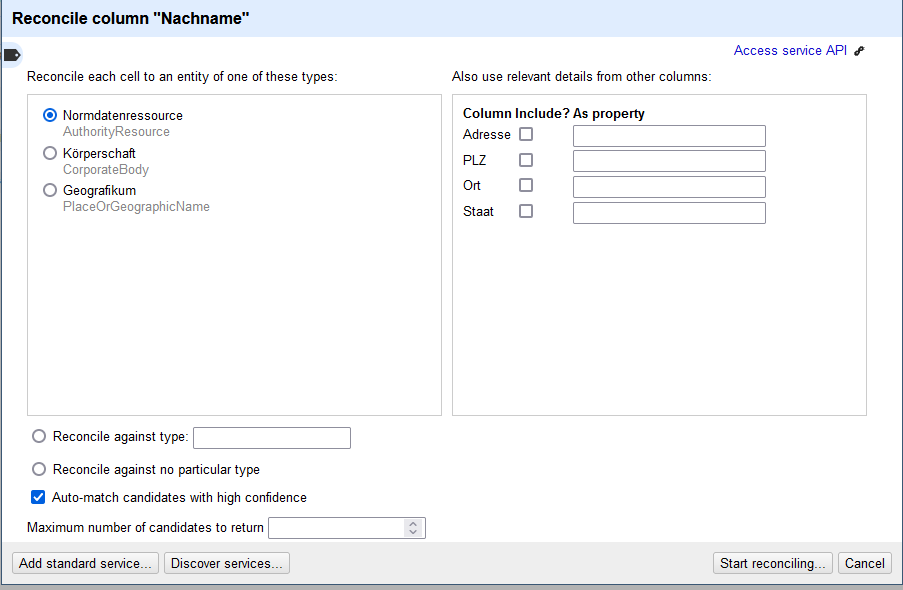 Reconcile column "Nachname"
Access service API
Reconcile each cell to an entity of one of these types:
Normdatenressource
AuthorityResource
Körperschaft
CorporateBody
Geografikum
PlaceOrGeographicName
Also use relevant details from other columns:
Column Include? As property
Adresse
PLZ
Ort
Staat
Reconcile against type:
Reconcile against no particular type
Auto-match candidates with high confidence
Maximum number of candidates to return
Add standard service... Discover services... Start reconciling... Cancel